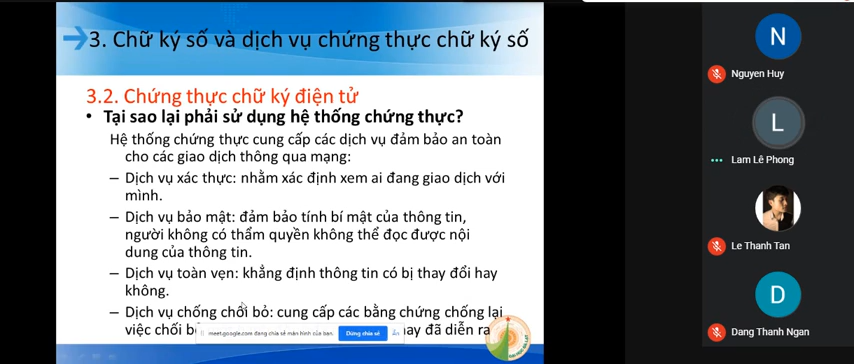 3. Chữ ký số và dịch vụ chứng thực chữ ký số
3.2. Chứng thực chữ ký điện tử
• Tại sao lại phải sử dụng hệ thống chứng thực?
Hệ thống chứng thực cung cấp các dịch vụ đảm bảo an toàn
cho các giao dịch thông qua mạng:
– Dịch vụ xác thực: nhằm xác định xem ai đang giao dịch với
mình.
– Dịch vụ bảo mật: đảm bảo tính bí mật của thông tin,
người không có thẩm quyền không thể đọc được nội
dung của thông tin.
– Dịch vụ toàn vẹn: khẳng định thông tin có bị thay đổi hay
không.
– Dịch vụ chống chối bỏ: cung cấp các bằng chứng chống lại
việc chối
hay đã diễn ra
meet.google.com đang chia sẻ màn hình của bạn.
Dừng chia sẻ
Ẩn
N
Nguyen Huy
L
Lam Lê Phong
Le Thanh Tan
D
Dang Thanh Ngan